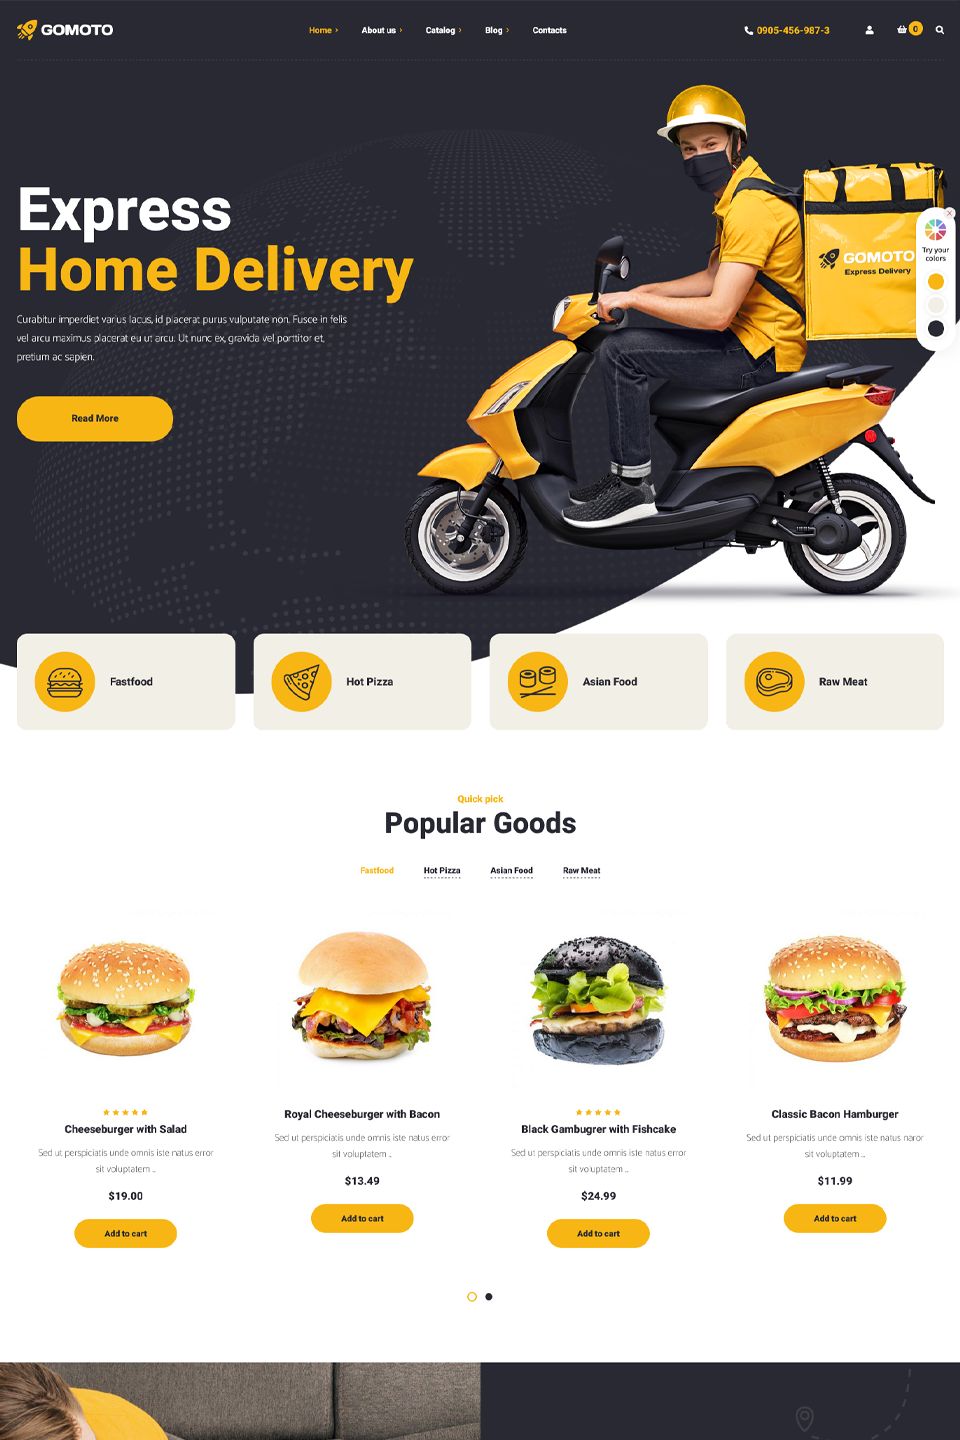 GOMOTO
Home
About us
Catalog
Blog
Contacts
0905-456-987-3
0
Express
Home Delivery
Curabitur imperdiet varius lacus, id placerat purus vulputate non. Fusce in felis
vel arcu maximus placerat eu ut arcu. Ut nunc ex, gravida vel porttitor et,
pretium ac sapien.
Read More
GOMOTO
Express Delivery
Try your
colors
Fastfood
Hot Pizza
Asian Food
Raw Meat
Quick pick
Popular Goods
Fastfood
Hot Pizza
Asian Food
Raw Meat
Cheeseburger with Salad
Sed ut perspiciatis unde omnis iste natus error
sit voluptatem ...
$19.00
Add to cart
Royal Cheeseburger with Bacon
Sed ut perspiciatis unde omnis iste natus error
sit voluptatem ...
$13.49
Add to cart
Black Gambugrer with Fishcake
Sed ut perspiciatis unde omnis iste natus error
sit voluptatem ...
$24.99
Add to cart
Classic Bacon Hamburger
Sed ut perspiciatis unde omnis iste natus naror
sit voluptatem ...
$11.99
Add to cart